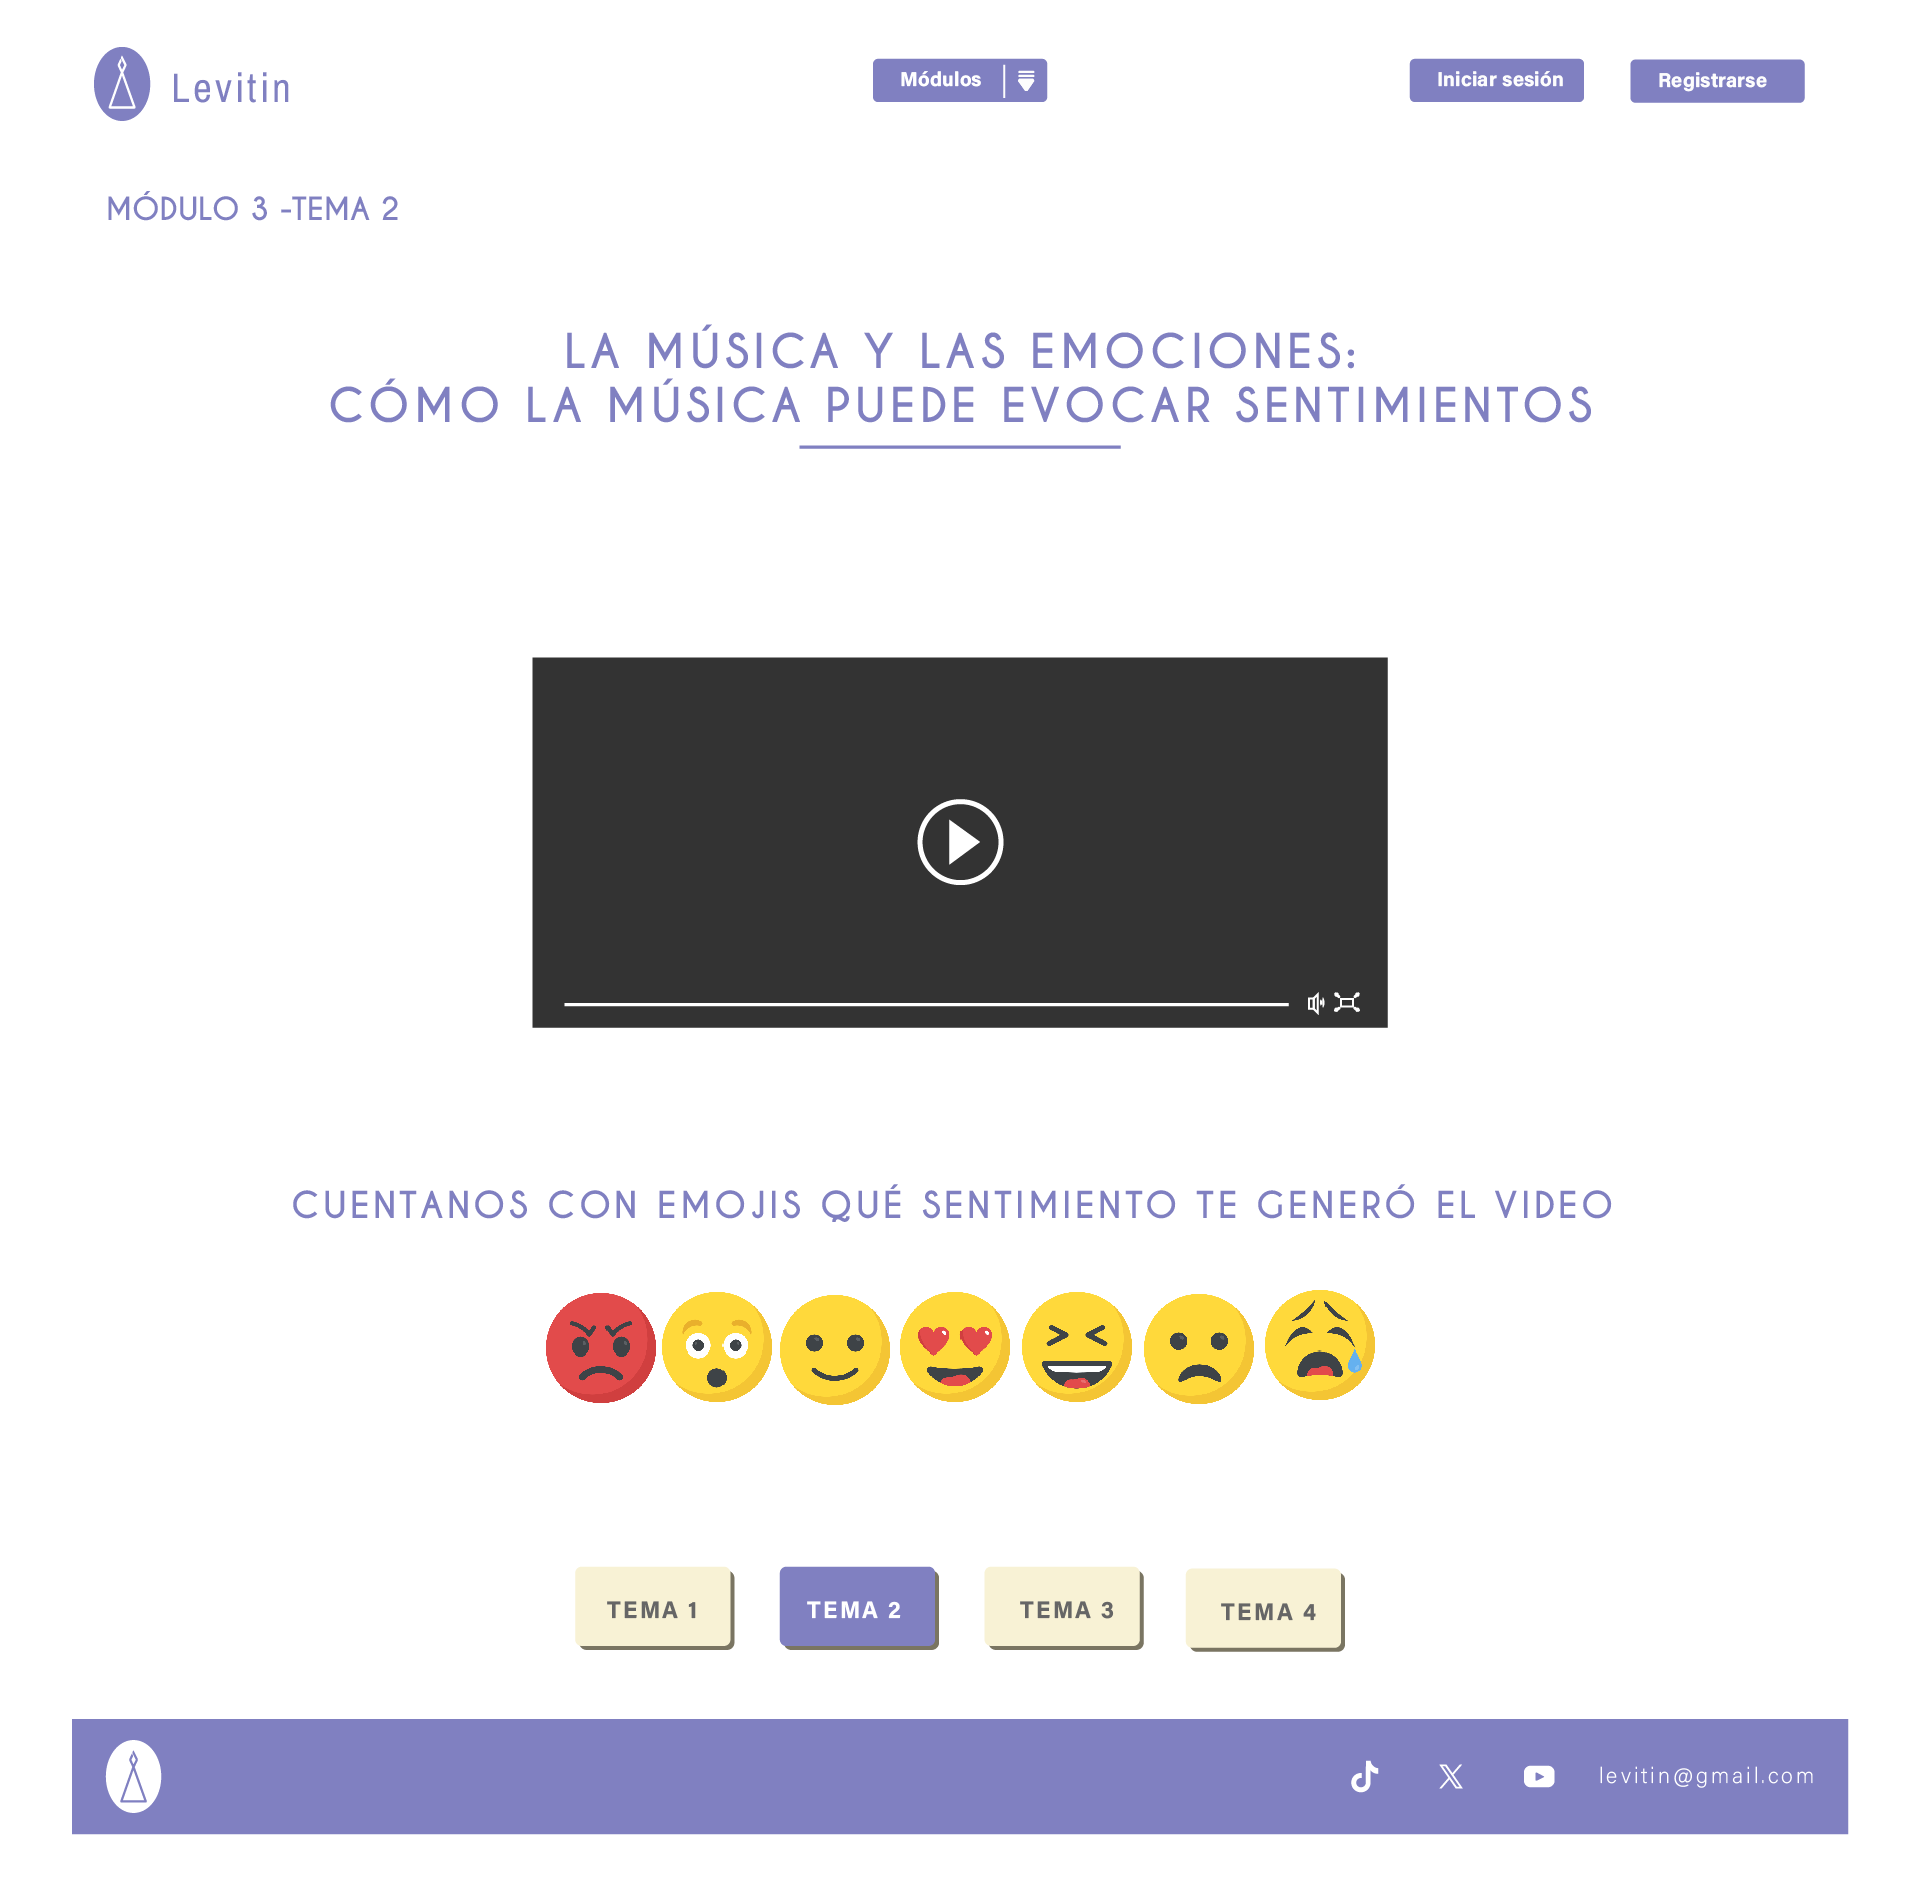 Levitin
Módulos
Iniciar sesión
Registrarse
MÓDULO 3 -TEMA 2
LA MÚSICA Y LAS EMOCIONES:
CÓMO LA MÚSICA PUEDE EVOCAR SENTIMIENTOS
CUENTANOS CON EMOJIS QUÉ SENTIMIENTO TE GENERÓ EL VIDEO
TEMA 1
TEMA 2
TEMA 3
TEMA 4
levitin@gmail.com